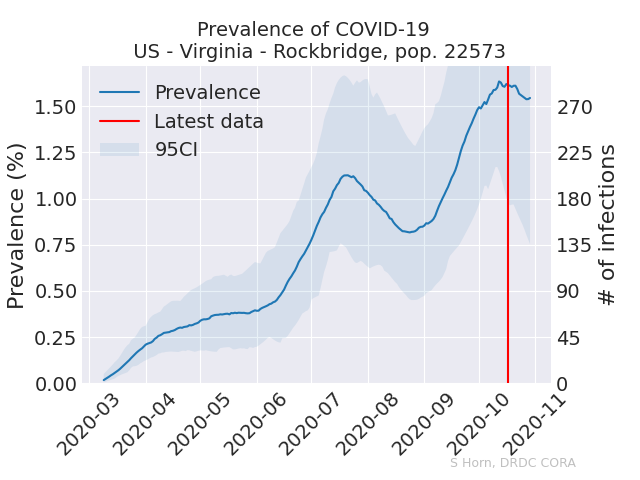 Prevalence of COVID-19
US - Virginia - Rockbridge, pop. 22573
Prevalence
Latest data
95CI
Prevalence (%)
1.50
1.25
1.00
0.75
0.50
0.25
0.00
# of infections
270
225
180
135
90
45
0
2020-03
2020-04
2020-05
2020-06
2020-07
2020-08
2020-09
2020-10
2020-11
S Horn, DRDC CORA